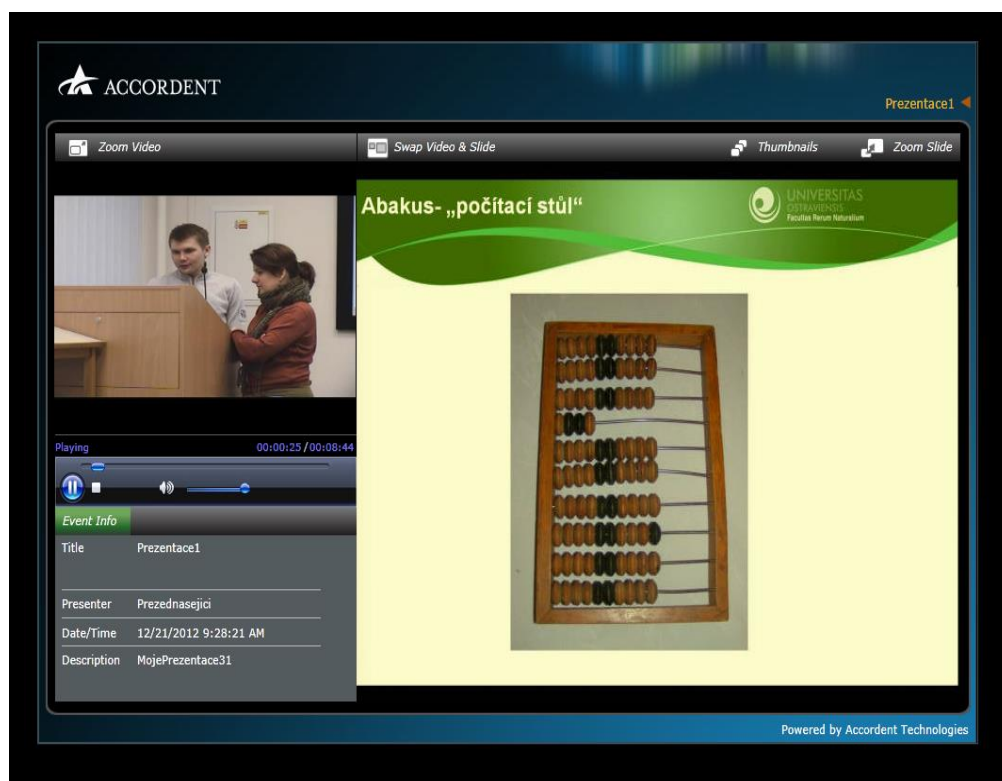 ACCORDENT
Prezentace1
Zoom Video
Swap Video & Slide
Thumbnails
Zoom Slide
Abakus- „počítací stůl“
UNIVERSITAS
OSTRAVIENSIS
Facultas Rerum Naturalium
Playing
00:00:25 / 00:08:44
Event Info
Title Prezentace1
Presenter Prezednasejici
Date/Time 12/21/2012 9:28:21 AM
Description MojePrezentace31
Powered by Accordent Technologies